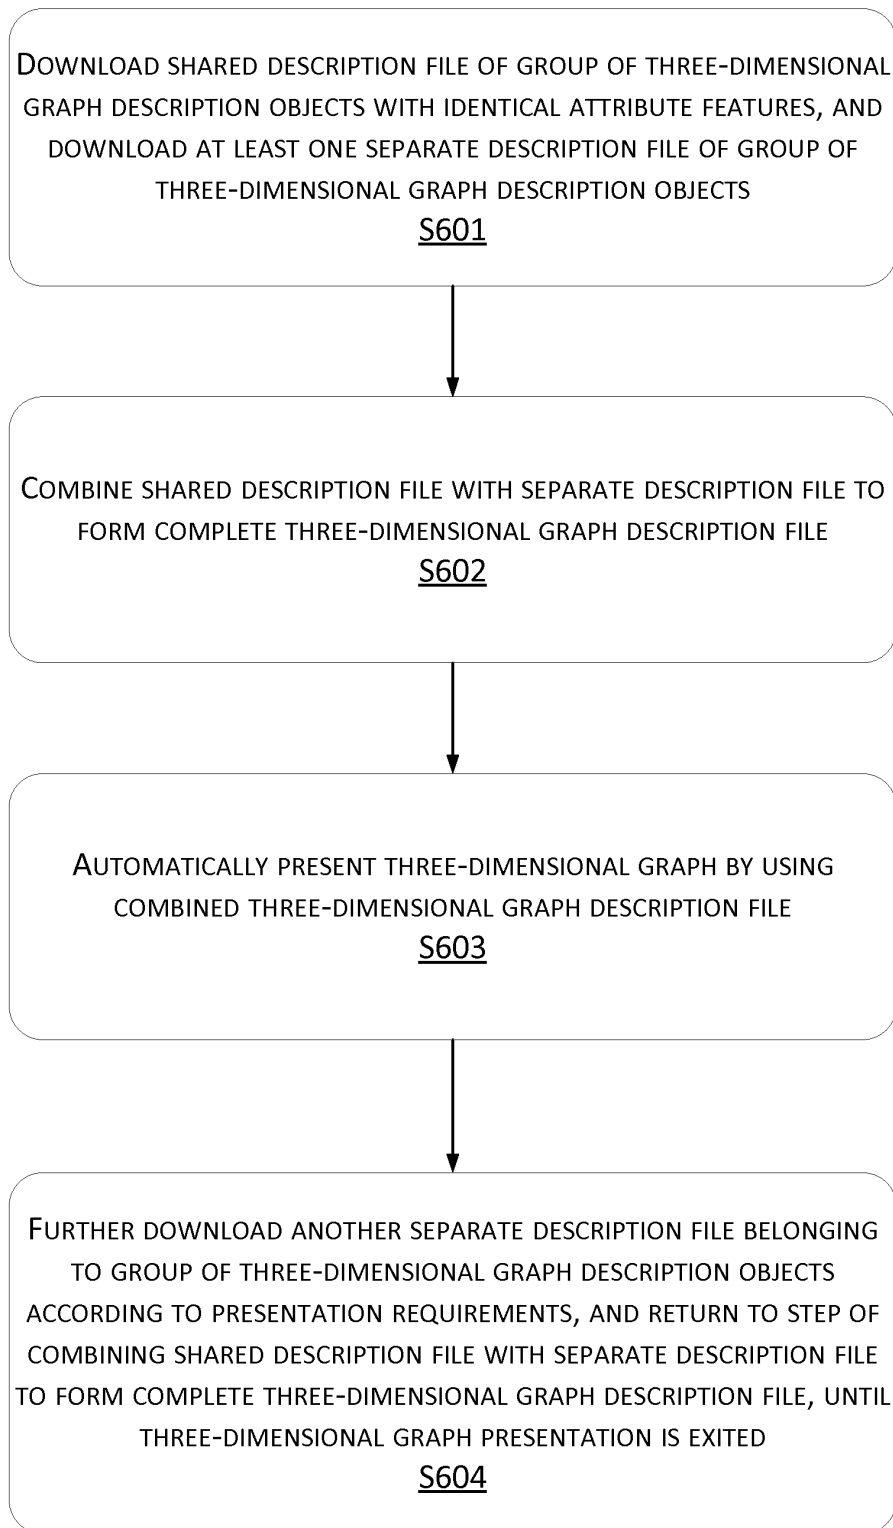 DOWNLOAD SHARED DESCRIPTION FILE OF GROUP OF THREE-DIMENSIONAL
GRAPH DESCRIPTION OBJECTS WITH IDENTICAL ATTRIBUTE FEATURES, AND
DOWNLOAD AT LEAST ONE SEPARATE DESCRIPTION FILE OF GROUP OF
THREE-DIMENSIONAL GRAPH DESCRIPTION OBJECTS
S601
COMBINE SHARED DESCRIPTION FILE WITH SEPARATE DESCRIPTION FILE TO
FORM COMPLETE THREE-DIMENSIONAL GRAPH DESCRIPTION FILE
S602
AUTOMATICALLY PRESENT THREE-DIMENSIONAL GRAPH BY USING
COMBINED THREE-DIMENSIONAL GRAPH DESCRIPTION FILE
S603
FURTHER DOWNLOAD ANOTHER SEPARATE DESCRIPTION FILE BELONGING
TO GROUP OF THREE-DIMENSIONAL GRAPH DESCRIPTION OBJECTS
ACCORDING TO PRESENTATION REQUIREMENTS, AND RETURN TO STEP OF
COMBINING SHARED DESCRIPTION FILE WITH SEPARATE DESCRIPTION FILE
TO FORM COMPLETE THREE-DIMENSIONAL GRAPH DESCRIPTION FILE, UNTIL
THREE-DIMENSIONAL GRAPH PRESENTATION IS EXITED
S604